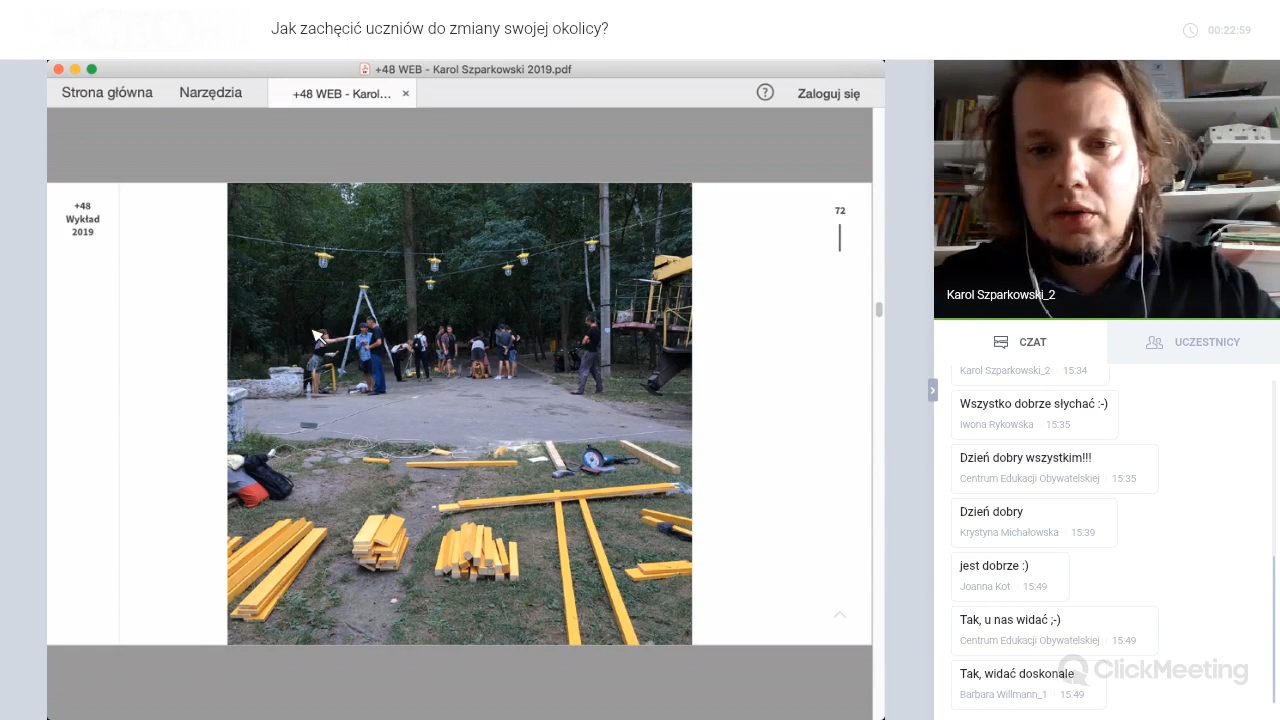 Jak zachęcić uczniów do zmiany swojej okolicy?
00:22:59
+48 WEB - Karol Szparkowski 2019.pdf
Strona główna
Narzędzia
+48 WEB - Karol... ×
?
Zaloguj się
+48
Wykład
2019
72
Karol Szparkowski_2
CZAT
UCZESTNICY
Karol Szparkowski_2 · 15:34
Wszystko dobrze słychać :-)
Iwona Rykowska · 15:35
Dzień dobry wszystkim!!!
Centrum Edukacji Obywatelskiej · 15:35
Dzień dobry
Krystyna Michałowska · 15:39
jest dobrze :)
Joanna Kot · 15:49
Tak, u nas widać ;-)
Centrum Edukacji Obywatelskiej · 15:49
Tak, widać doskonale
Barbara Willmann_1 · 15:49
ClickMeeting